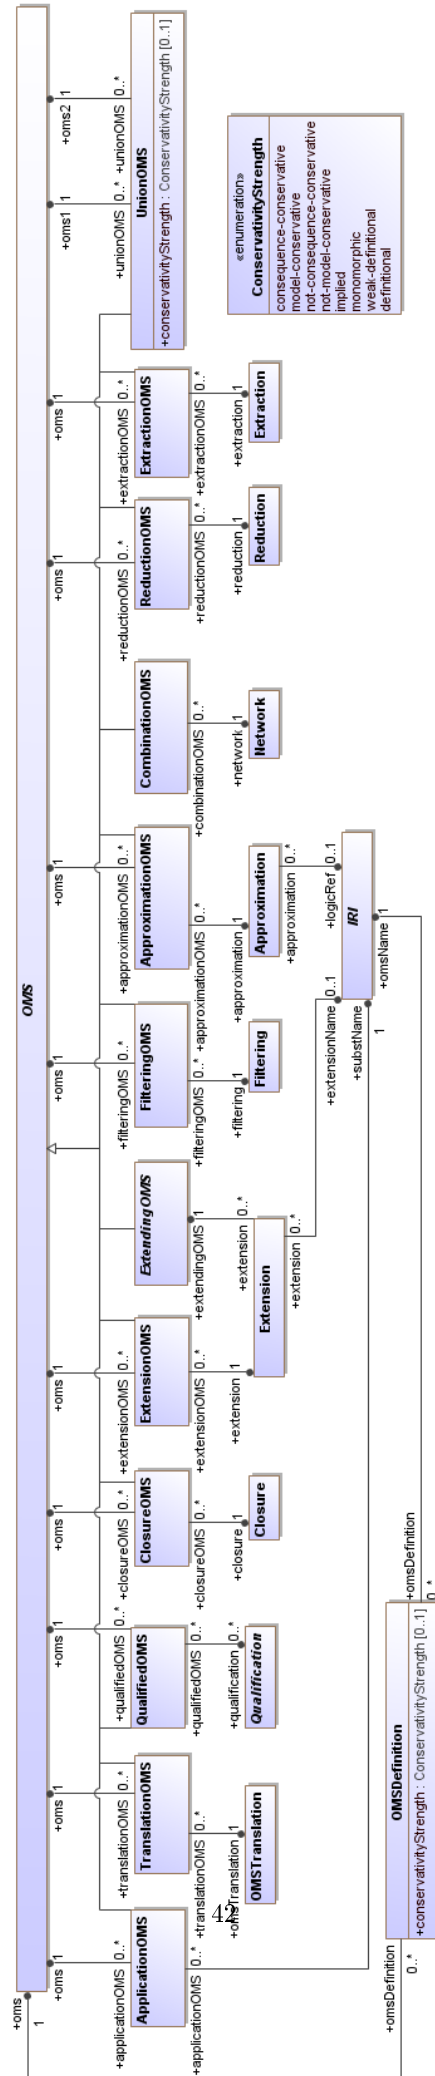 OMS
+oms
1
+oms 1
+applicationOMS 0..*
ApplicationOMS
+applicationOMS 0..*
+oms 1
+translationOMS 0..*
TranslationOMS
+translationOMS 0..*
+omsTranslation 1
OMSTranslation
+oms 1
+qualifiedOMS 0..*
QualifiedOMS
+qualifiedOMS 0..*
+qualification 0..*
Qualification
+oms 1
+closureOMS 0..*
ClosureOMS
+closureOMS 0..*
+closure 1
Closure
+oms 1
+extensionOMS 0..*
ExtensionOMS
+extensionOMS 0..*
+extension 1
ExtendingOMS
+extendingOMS 1
+extension 0..*
Extension
+extension 0..*
+extensionName 0..1
+oms 1
+filteringOMS 0..*
FilteringOMS
+filteringOMS 0..*
+filtering 1
Filtering
+oms 1
+approximationOMS 0..*
ApproximationOMS
+approximationOMS 0..*
+approximation 1
Approximation
+approximation 0..*
+logicRef 0..1
IRI
+substName
1
+omsName 1
CombinationOMS
+combinationOMS 0..*
+network 1
Network
+oms 1
+reductionOMS 0..*
ReductionOMS
+reductionOMS 0..*
+reduction 1
Reduction
+oms 1
+extractionOMS 0..*
ExtractionOMS
+extractionOMS 0..*
+extraction 1
Extraction
+oms1 1
+unionOMS 0..*
+oms2 1
+unionOMS 0..*
UnionOMS
+conservativityStrength : ConservativityStrength [0..1]
«enumeration»
ConservativityStrength
consequence-conservative
model-conservative
not-consequence-conservative
not-model-conservative
implied
monomorphic
weak-definitional
definitional
+omsDefinition
0..*
OMSDefinition
+conservativityStrength : ConservativityStrength [0..1]
+omsDefinition
0..*
42